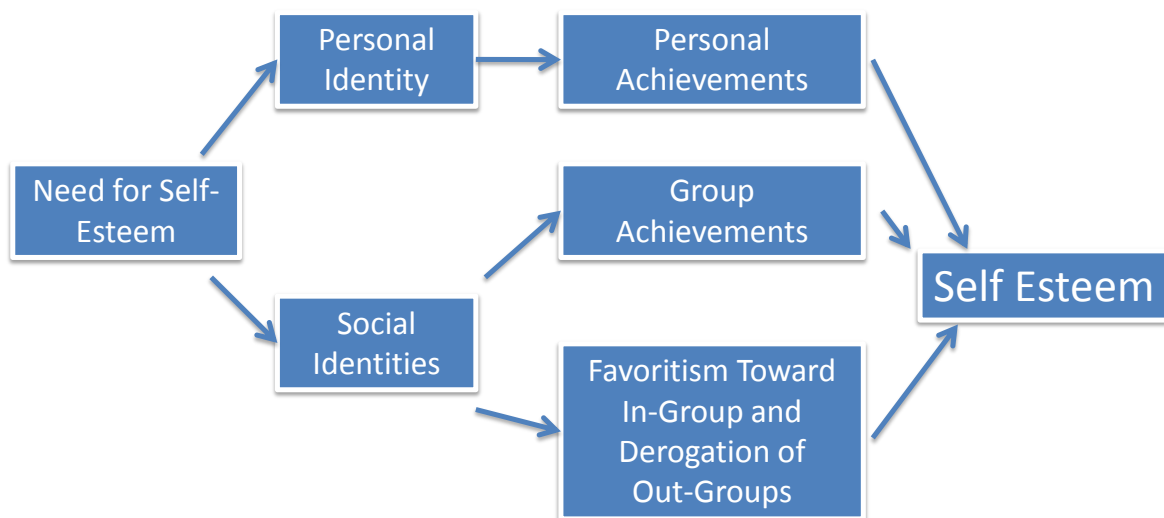 Personal
Identity
Personal
Achievements
Need for Self-
Esteem
Group
Achievements
Self Esteem
Social
Identities
Favoritism Toward
In-Group and
Derogation of
Out-Groups